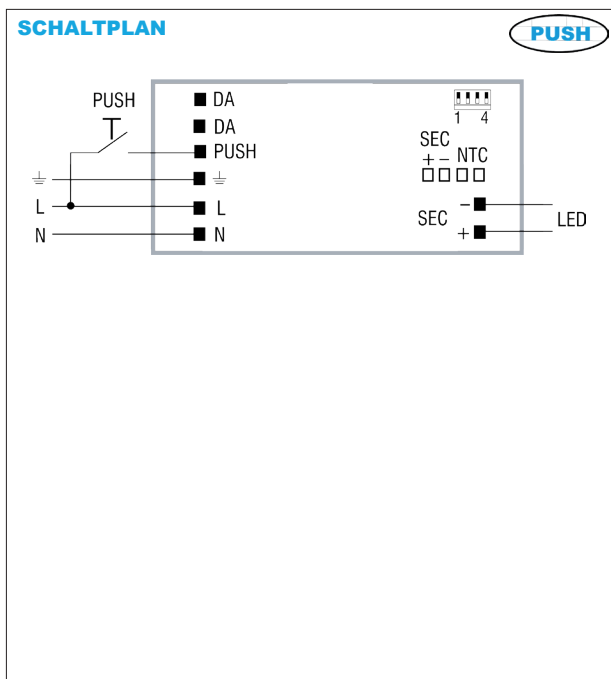 SCHALTPLAN
PUSH
PUSH
DA
DA
PUSH
L
L
N
N
1 4
SEC
+ - NTC
SEC
-
+
LED